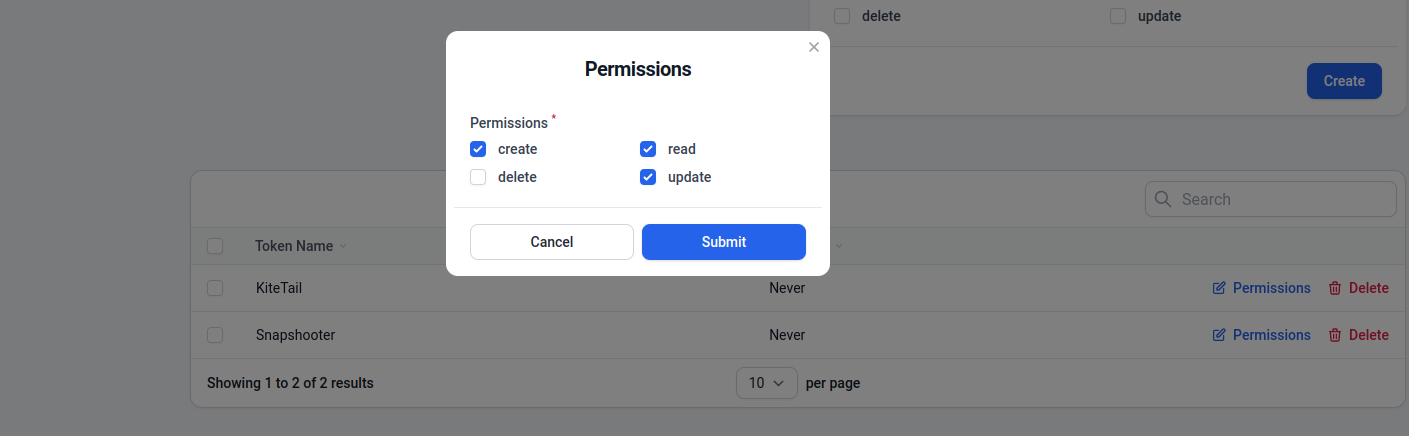 delete update
Create
Permissions
Permissions *
create read
delete update
Cancel Submit
Search
Token Name
KiteTail Never Permissions Delete
Snapshooter Never Permissions Delete
Showing 1 to 2 of 2 results 10 per page